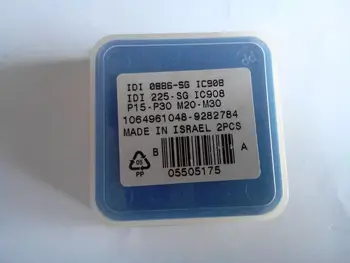 IDI 0886-SG IC908
IDI 225-SG IC908
P15-P30 M20-M30
1064961048-9282784
MADE IN ISRAEL 2PCS
B A
05
PP
05505175